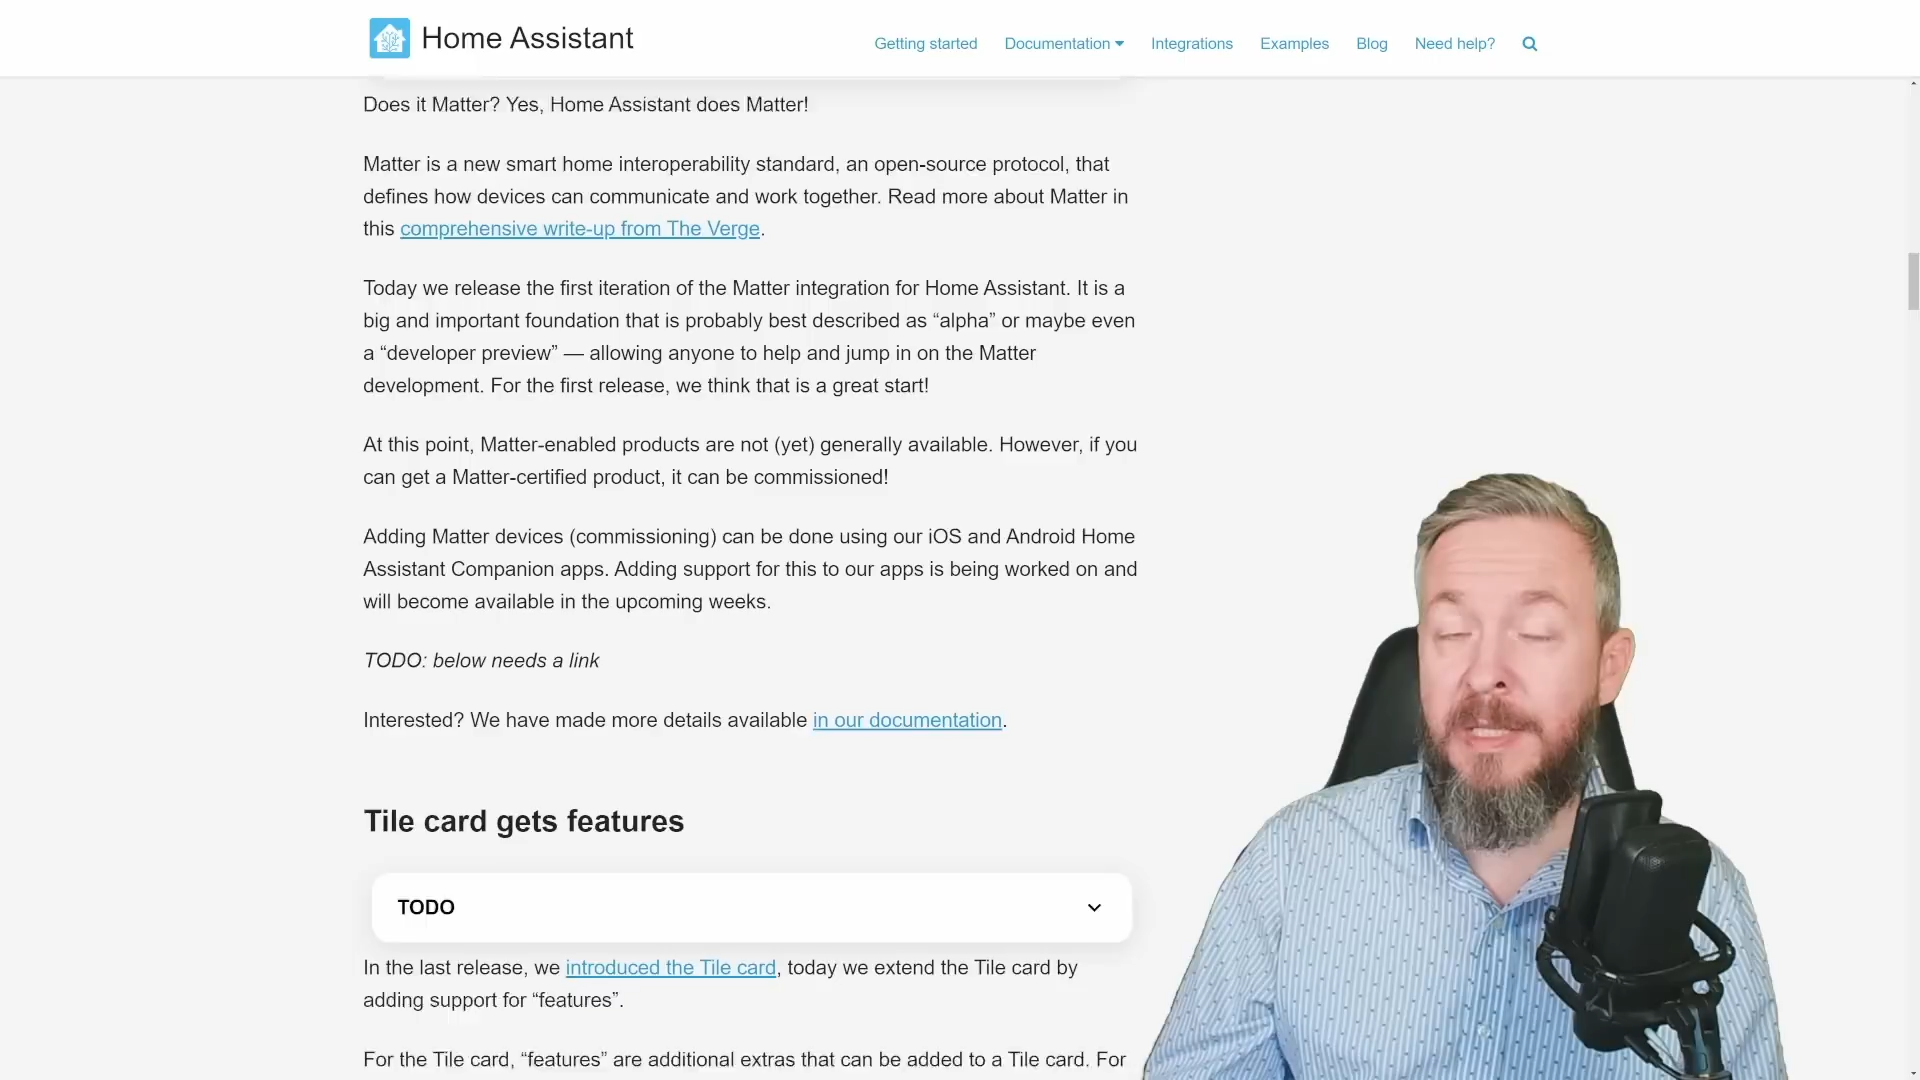 Home Assistant
Getting started
Documentation
Integrations
Examples
Blog
Need help?
Does it Matter? Yes, Home Assistant does Matter!
Matter is a new smart home interoperability standard, an open-source protocol, that
defines how devices can communicate and work together. Read more about Matter in
this comprehensive write-up from The Verge.
Today we release the first iteration of the Matter integration for Home Assistant. It is a
big and important foundation that is probably best described as “alpha” or maybe even
a “developer preview” — allowing anyone to help and jump in on the Matter
development. For the first release, we think that is a great start!
At this point, Matter-enabled products are not (yet) generally available. However, if you
can get a Matter-certified product, it can be commissioned!
Adding Matter devices (commissioning) can be done using our iOS and Android Home
Assistant Companion apps. Adding support for this to our apps is being worked on and
will become available in the upcoming weeks.
TODO: below needs a link
Interested? We have made more details available in our documentation.
Tile card gets features
TODO
In the last release, we introduced the Tile card, today we extend the Tile card by
adding support for “features”.
For the Tile card, “features” are additional extras that can be added to a Tile card. For